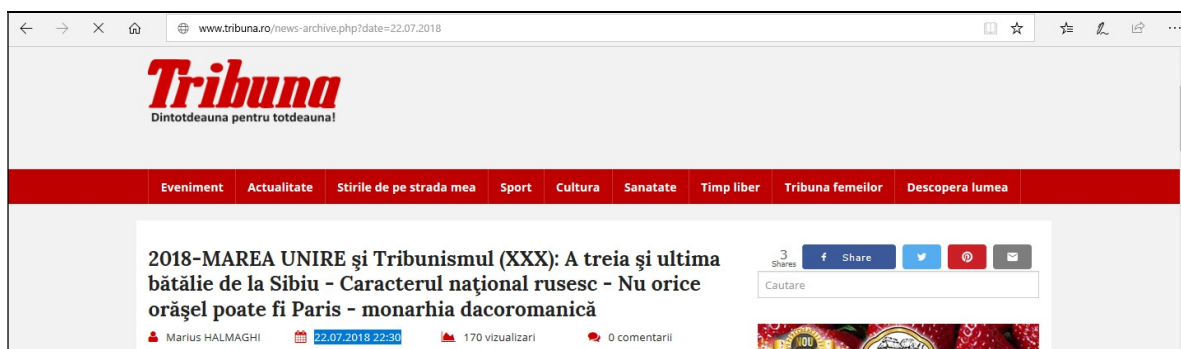 www.tribuna.ro/news-archive.php?date=22.07.2018
Tribuna
Dintotdeauna pentru totdeauna!
Eveniment Actualitate Stirile de pe strada mea Sport Cultura Sanatate Timp liber Tribuna femeilor Descopera lumea
2018-MAREA UNIRE şi Tribunismul (XXX): A treia şi ultima
bătălie de la Sibiu - Caracterul naţional rusesc - Nu orice
orăşel poate fi Paris - monarhia dacoromanică
Marius HALMAGHI 22.07.2018 22:30 170 vizualizari 0 comentarii
3
Shares
Share
Cautare
NOU